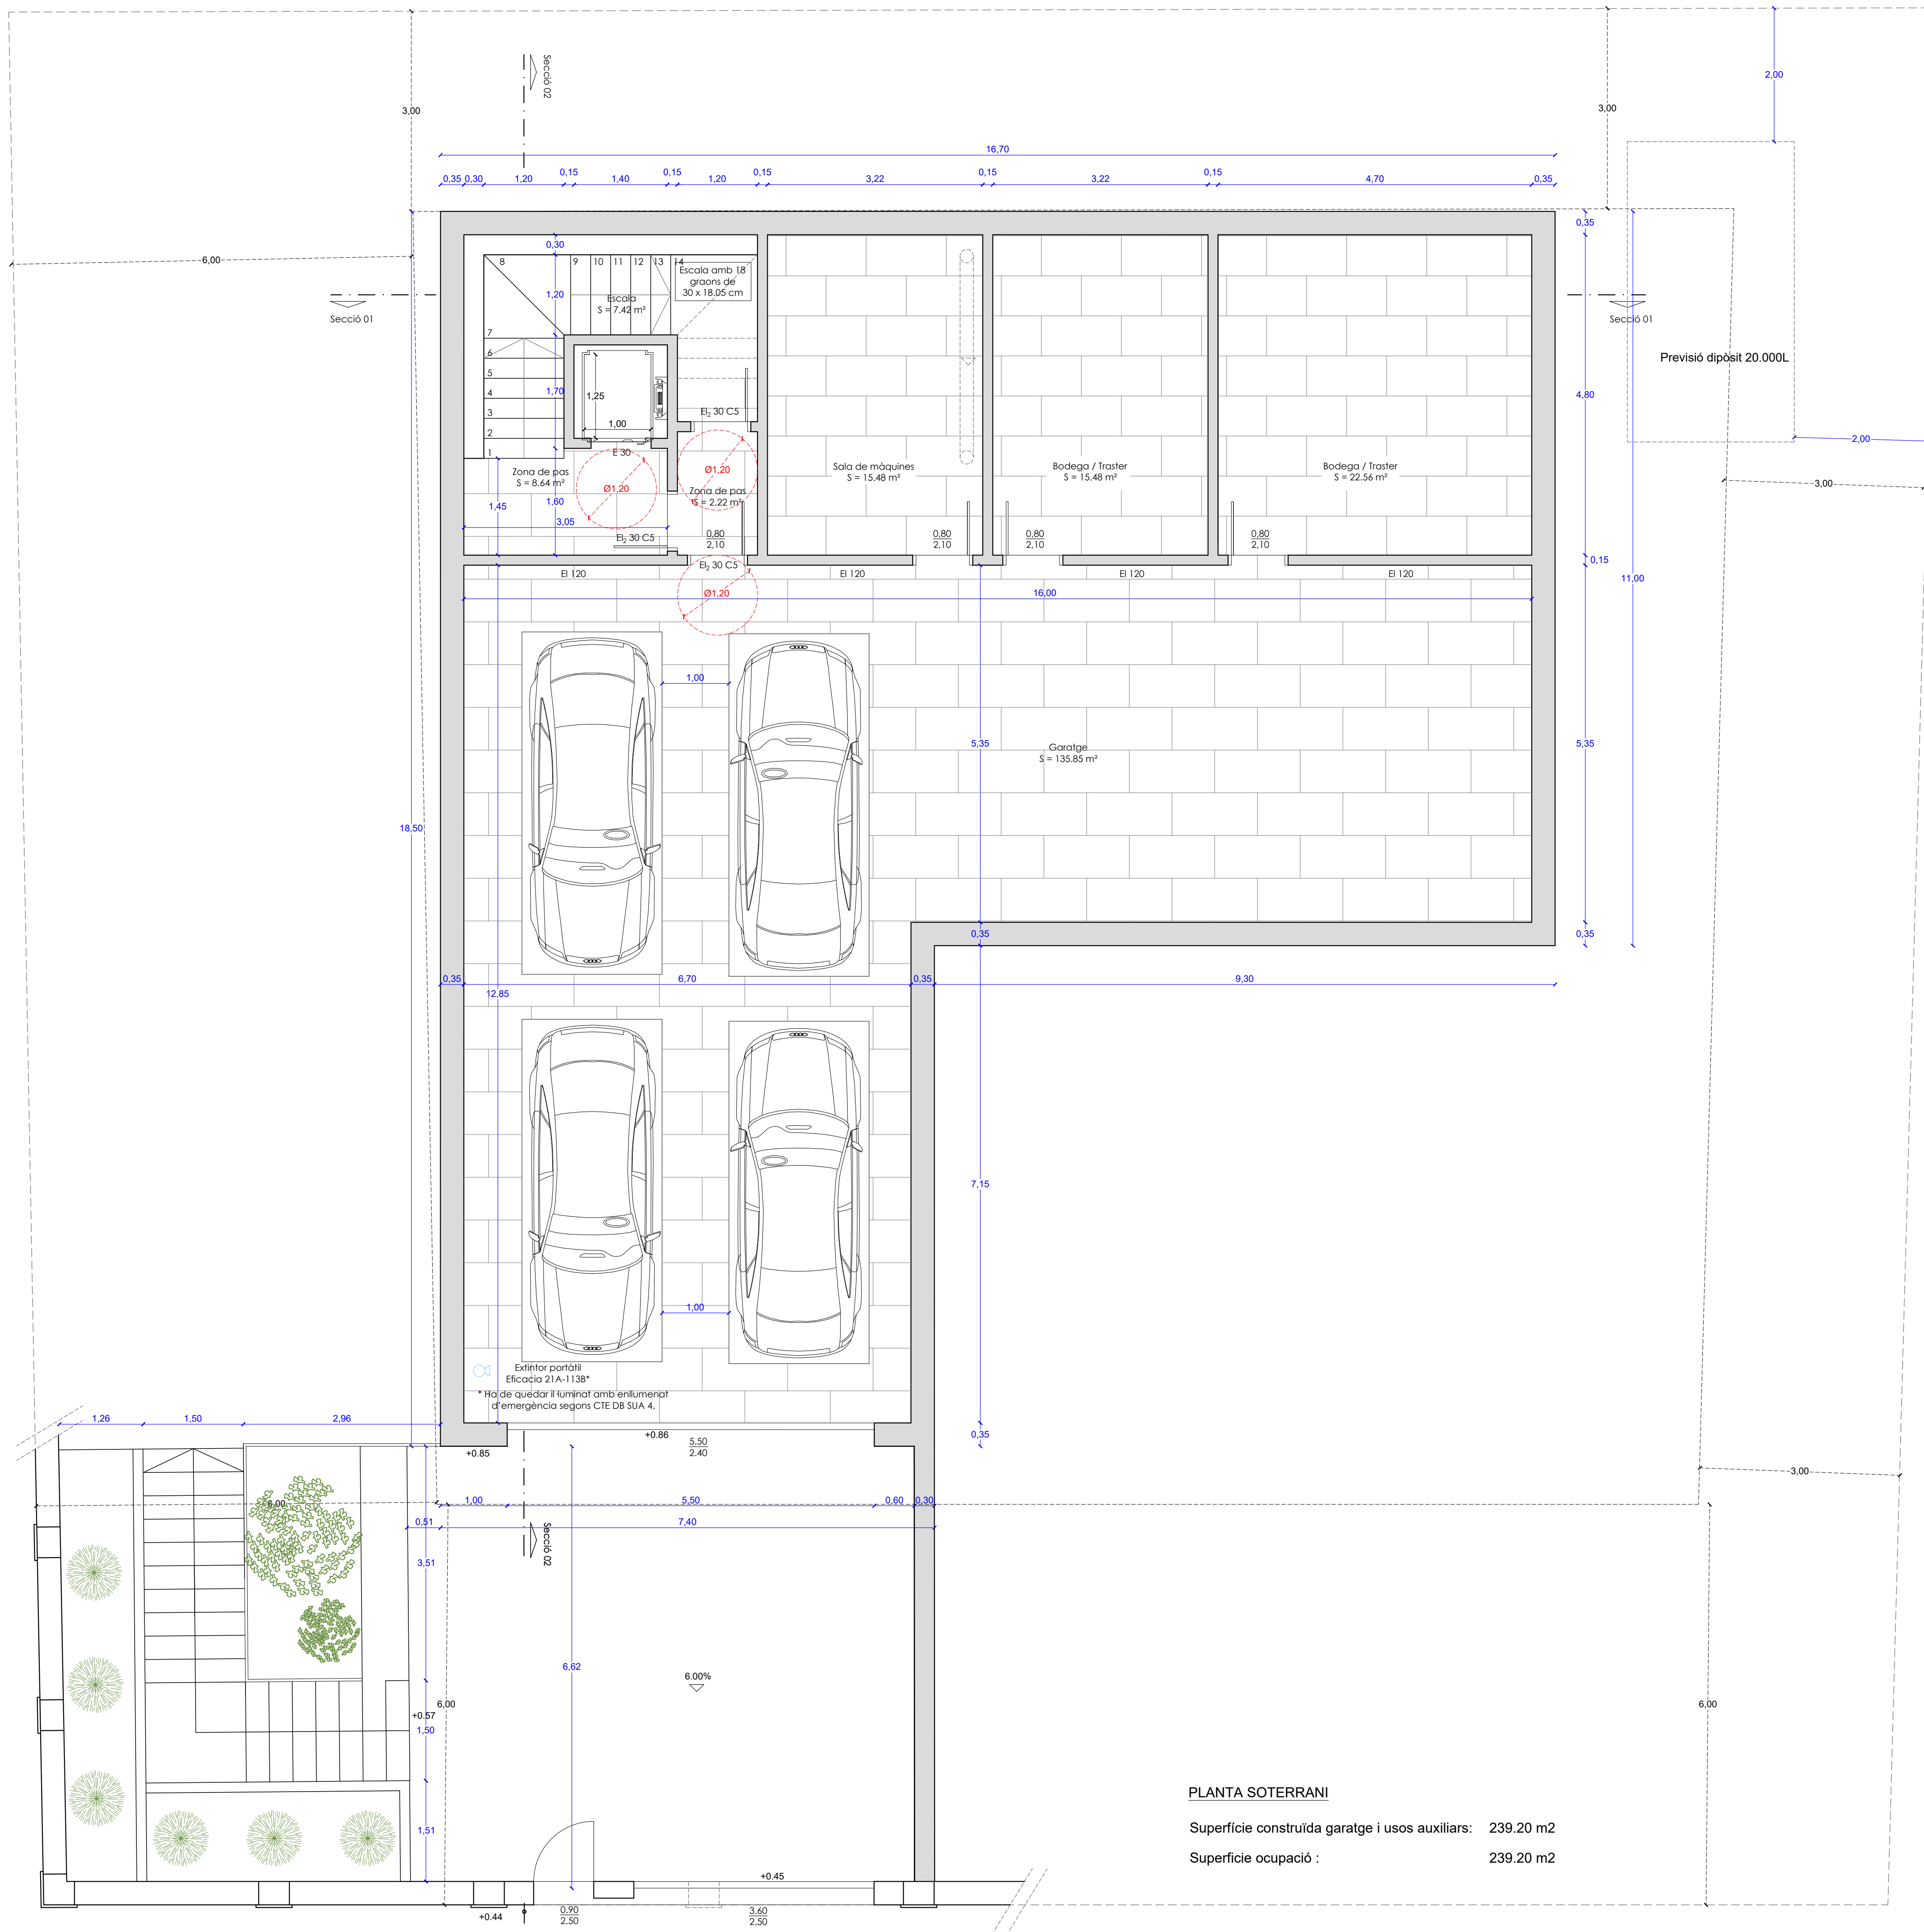 Secció 02
2,00
3,00
3,00
16,70
0,35
0,30
1,20
0,15
1,40
0,15
1,20
0,15
3,22
0,15
3,22
0,15
4,70
0,35
6,00
0,30
0,35
8
9
10
11
12
13
14
Escala amb 18
graons de
30 x 18.05 cm
1,20
Escala
S = 7.42 m²
Secció 01
Secció 01
Previsió dipòsit 20.000L
7
6
5
4
3
2
1
1,70
1,25
1,00
4,80
EI₂ 30 C5
E 30
2,00
Zona de pas
S = 8.64 m²
Ø1,20
Ø1,20
Zona de pas
S = 2.22 m²
Sala de màquines
S = 15.48 m²
Bodega / Traster
S = 15.48 m²
Bodega / Traster
S = 22.56 m²
3,00
1,45
1,60
3,05
EI₂ 30 C5
0,80
2,10
0,80
2,10
0,80
2,10
0,80
2,10
0,15
EI₂ 30 C5
EI 120
EI 120
EI 120
EI 120
11,00
Ø1,20
16,00
1,00
5,35
Garatge
S = 135.85 m²
5,35
18,50
0,35
0,35
0,35
6,70
0,35
9,30
12,85
7,15
1,00
Extintor portàtil
Eficacia 21A-113B*
* Ha de quedar il·luminat amb enllumenat
d'emergència segons CTE DB SUA 4.
1,26
1,50
2,96
+0.85
+0.86
5.50
2.40
0,35
3,00
6,00
1,00
5,50
0,60
0,30
0,51
7,40
Secció 02
3,51
6,62
6.00%
6,00
+0.57
1,50
6,00
1,51
PLANTA SOTERRANI
Superfície construïda garatge i usos auxiliars: 239.20 m2
Superficie ocupació : 239.20 m2
+0.45
+0.44
0.90
2.50
3.60
2.50